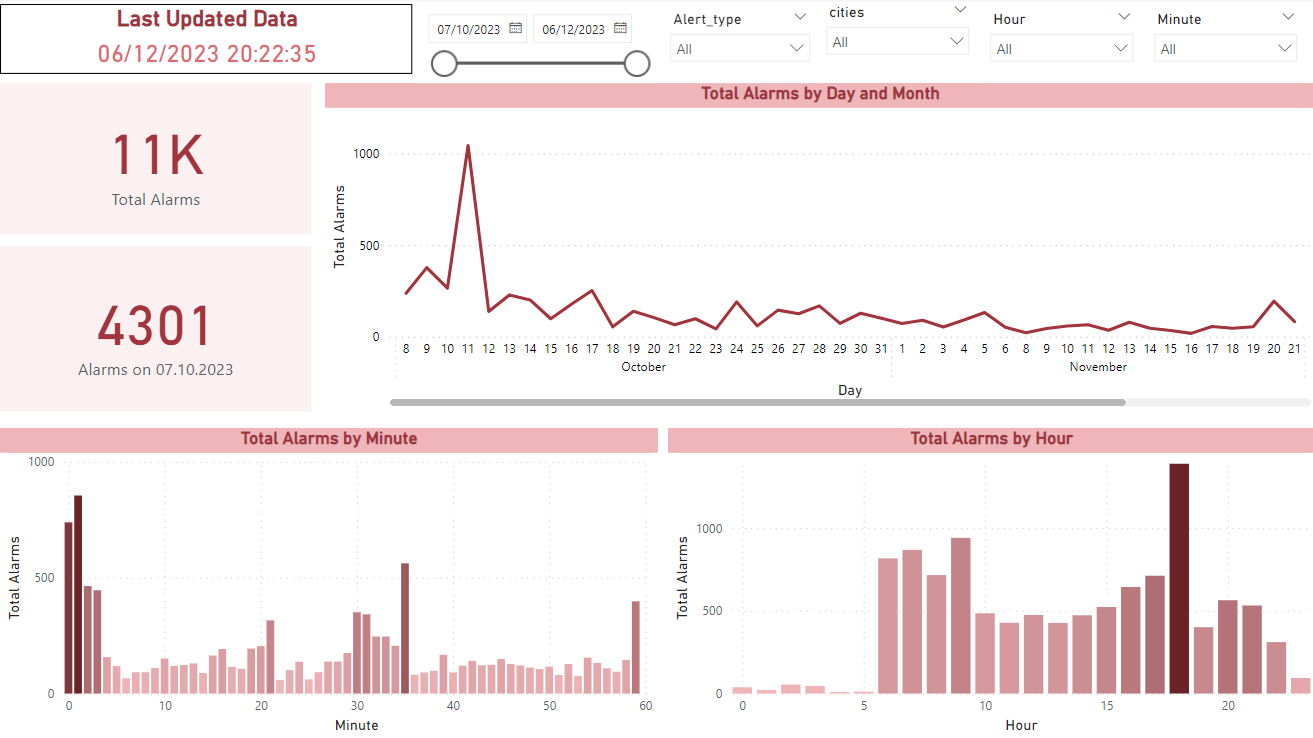 Last Updated Data
06/12/2023 20:22:35
07/10/2023 06/12/2023
Alert_type cities Hour Minute
All All All All
11K
Total Alarms
4301
Alarms on 07.10.2023
Total Alarms by Day and Month
Total Alarms
1000
500
0
8 9 10 11 12 13 14 15 16 17 18 19 20 21 22 23 24 25 26 27 28 29 30 31 1 2 3 4 5 6 8 9 10 11 12 13 14 15 16 17 18 19 20 21
October November
Day
Total Alarms by Minute
Total Alarms
1000
500
0
0 10 20 30 40 50 60
Minute
Total Alarms by Hour
Total Alarms
1000
500
0
0 5 10 15 20
Hour